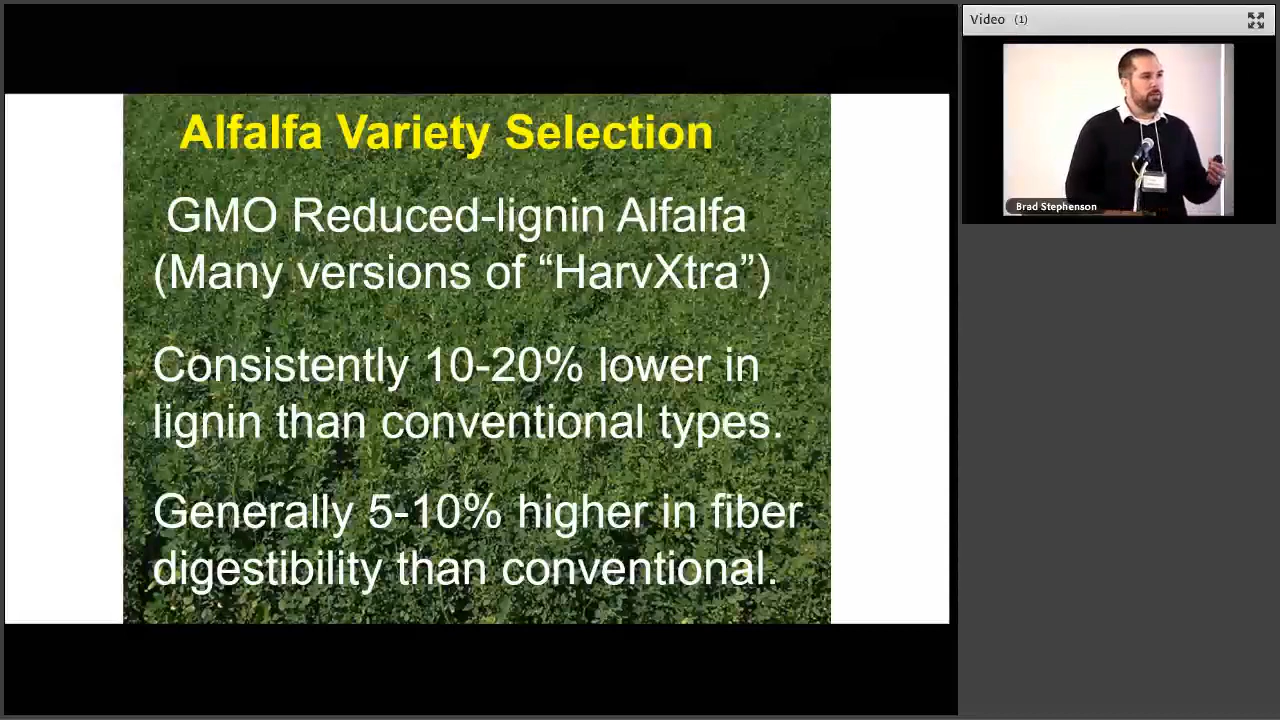 Alfalfa Variety Selection
GMO Reduced-lignin Alfalfa
(Many versions of “HarvXtra”)
Consistently 10-20% lower in
lignin than conventional types.
Generally 5-10% higher in fiber
digestibility than conventional.
Video (1)
Brad Stephenson